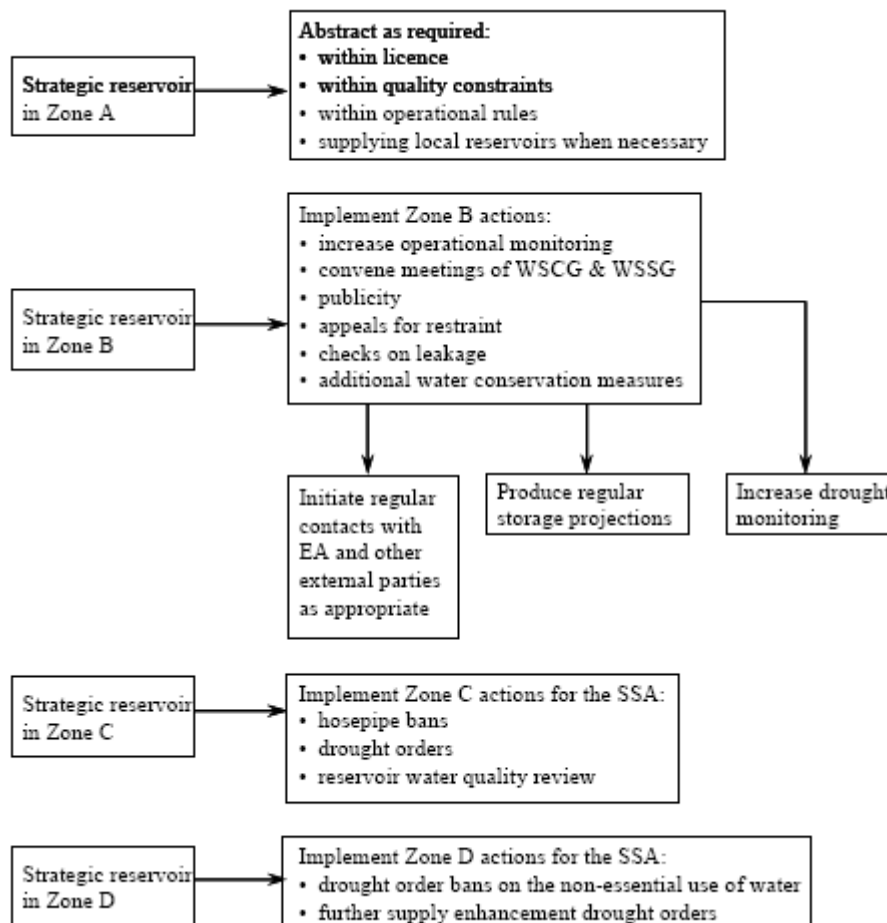 Strategic reservoir
in Zone A
Abstract as required:
• within licence
• within quality constraints
• within operational rules
• supplying local reservoirs when necessary
Strategic reservoir
in Zone B
Implement Zone B actions:
• increase operational monitoring
• convene meetings of WSCG & WSSG
• publicity
• appeals for restraint
• checks on leakage
• additional water conservation measures
Initiate regular
contacts with
EA and other
external parties
as appropriate
Produce regular
storage projections
Increase drought
monitoring
Strategic reservoir
in Zone C
Implement Zone C actions for the SSA:
• hosepipe bans
• drought orders
• reservoir water quality review
Strategic reservoir
in Zone D
Implement Zone D actions for the SSA:
• drought order bans on the non-essential use of water
• further supply enhancement drought orders